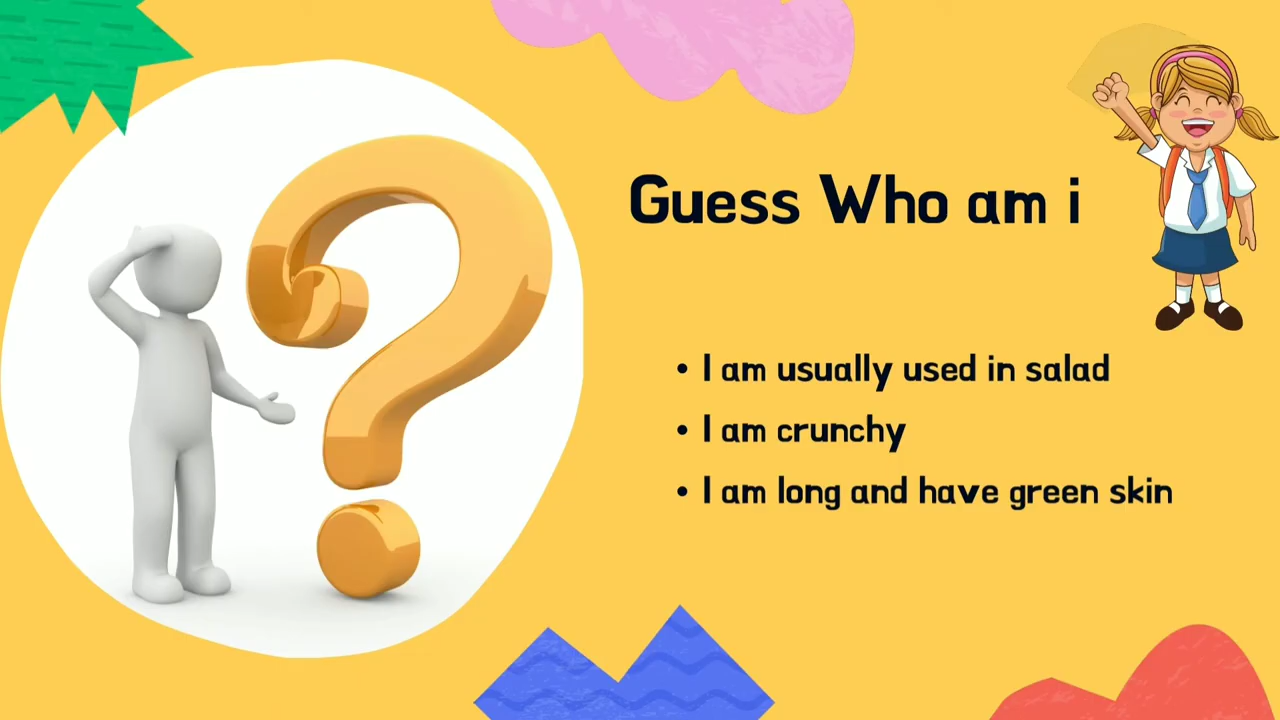 Guess Who am i
• I am usually used in salad
• I am crunchy
• I am long and have green skin